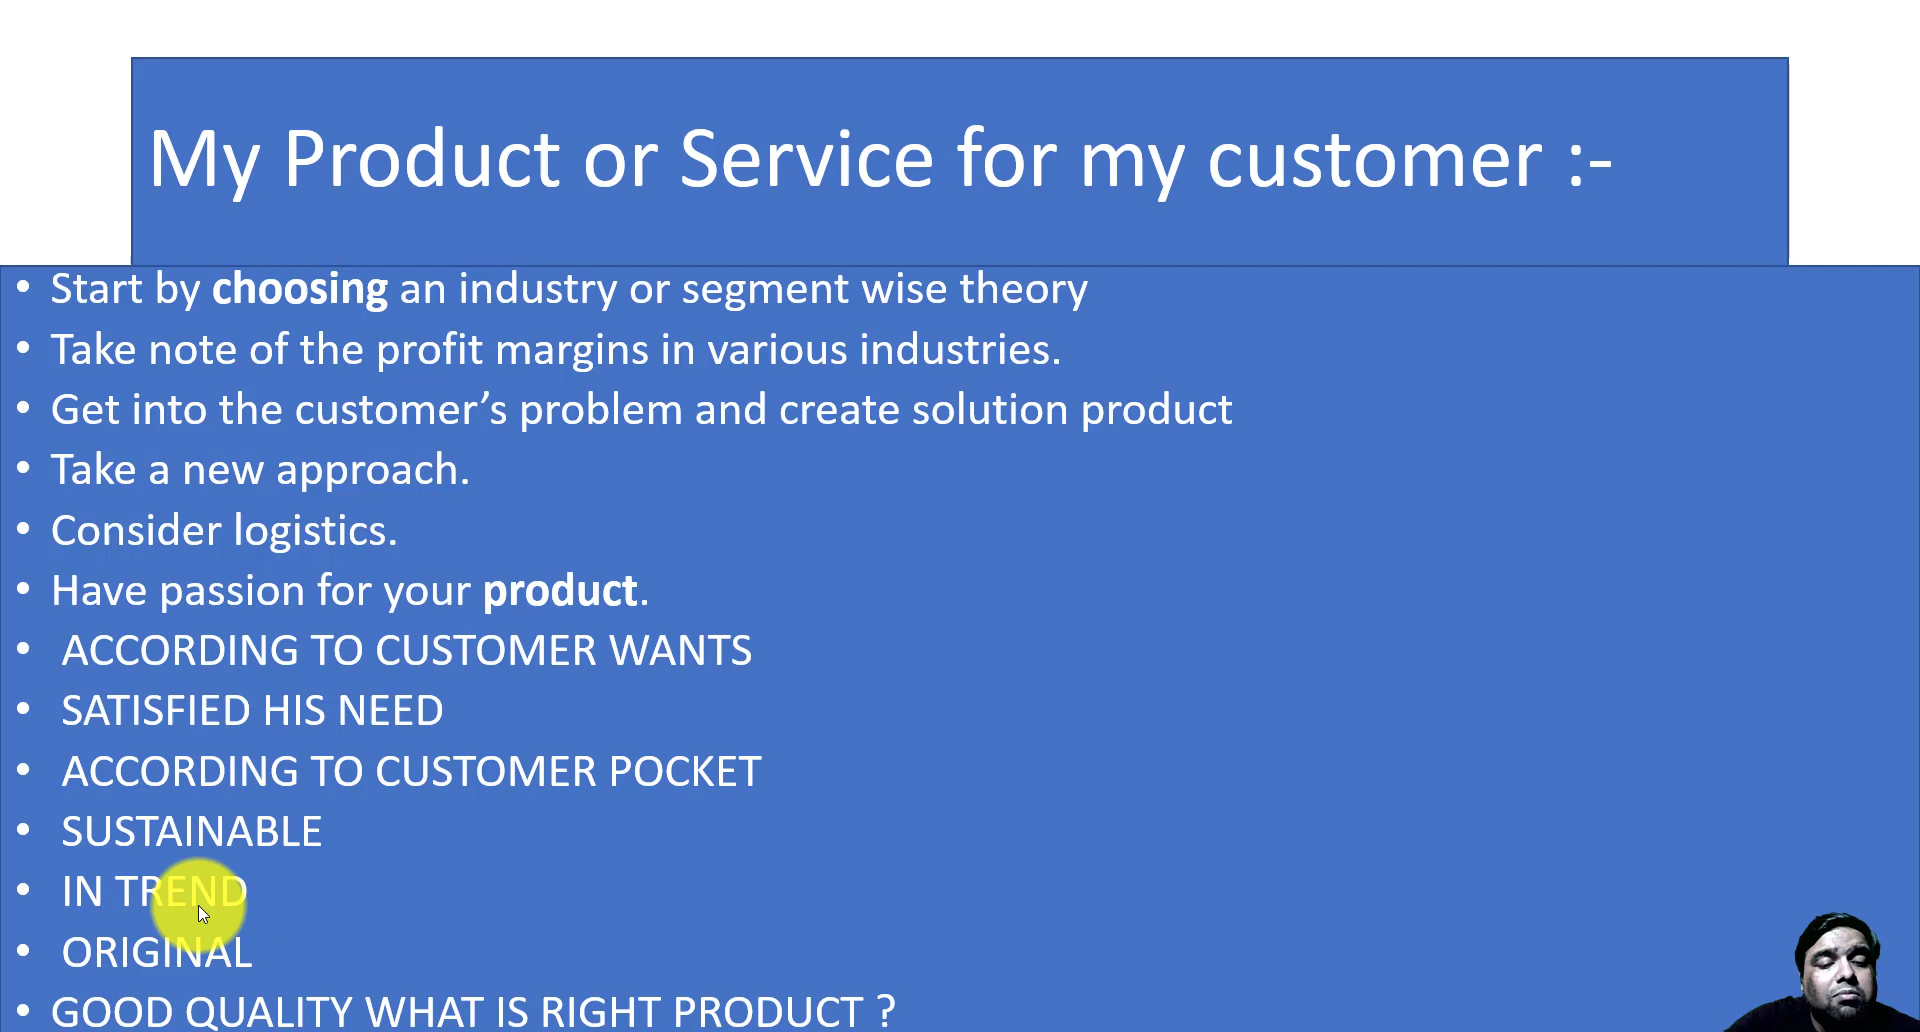 My Product or Service for my customer :-
• Start by choosing an industry or segment wise theory
• Take note of the profit margins in various industries.
• Get into the customer’s problem and create solution product
• Take a new approach.
• Consider logistics.
• Have passion for your product.
• ACCORDING TO CUSTOMER WANTS
• SATISFIED HIS NEED
• ACCORDING TO CUSTOMER POCKET
• SUSTAINABLE
• IN TREND
• ORIGINAL
• GOOD QUALITY WHAT IS RIGHT PRODUCT ?